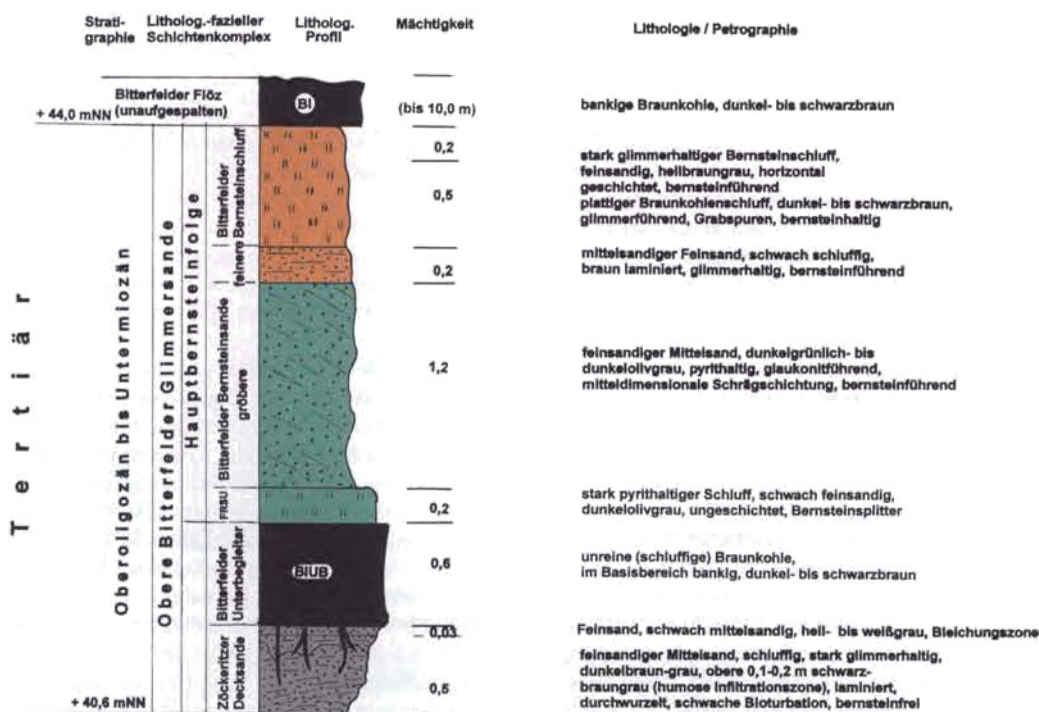 Strati-
graphie
Litholog.-fazieller
Schichtenkomplex
Litholog.
Profil
Mächtigkeit
Lithologie / Petrographie
Bitterfelder Flöz
(unaufgespalten)
+ 44,0 mNN
BI
(bis 10,0 m)
bankige Braunkohle, dunkel- bis schwarzbraun
Tertiär
Oberoligozän bis Untermiozän
Obere Bitterfelder Glimmersande
Hauptbernsteinfolge
Bitterfelder
Bernsteinschluff
0,2
0,5
stark glimmerhaltiger Bernsteinschluff,
feinsandig, hellbraungrau, horizontal
geschichtet, bernsteinführend
plattiger Braunkohlenschluff, dunkel- bis schwarzbraun,
glimmerführend, Grabspuren, bernsteinhaltig
feinere
0,2
mittelsandiger Feinsand, schwach schluffig,
braun laminiert, glimmerhaltig, bernsteinführend
Bitterfelder Bernsteinsande
gröbere
1,2
feinsandiger Mittelsand, dunkelgrünlich- bis
dunkelolivgrau, pyrithaltig, glaukonitführend,
mitteldimensionale Schrägschichtung, bernsteinführend
FRSU
0,2
stark pyrithaltiger Schluff, schwach feinsandig,
dunkelolivgrau, ungeschichtet, Bernsteinsplitter
Bitterfelder
Unterbegleiter
BIUB
0,6
unreine (schluffige) Braunkohle,
im Basisbereich bankig, dunkel- bis schwarzbraun
Zöckeritzer
Decksande
0,03
Feinsand, schwach mittelsandig, hell- bis weißgrau, Bleichungszone
0,5
feinsandiger Mittelsand, schluffig, stark glimmerhaltig,
dunkelbraun-grau, obere 0,1-0,2 m schwarz-
braungrau (humose Infiltrationszone), laminiert,
durchwurzelt, schwache Bioturbation, bernsteinfrei
+ 40,6 mNN